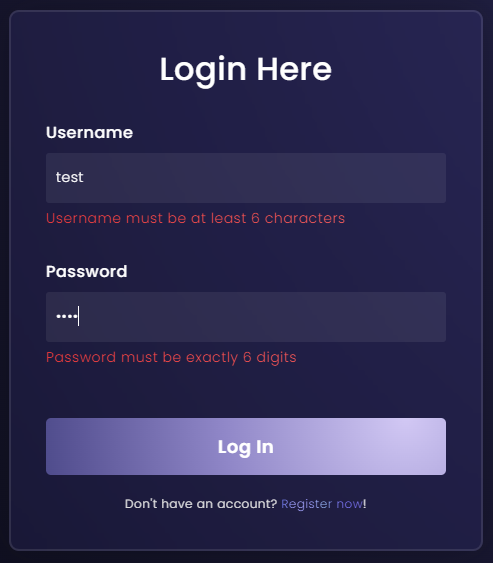 Login Here
Username
test
Username must be at least 6 characters
Password
••••
Password must be exactly 6 digits
Log In
Don't have an account? Register now!